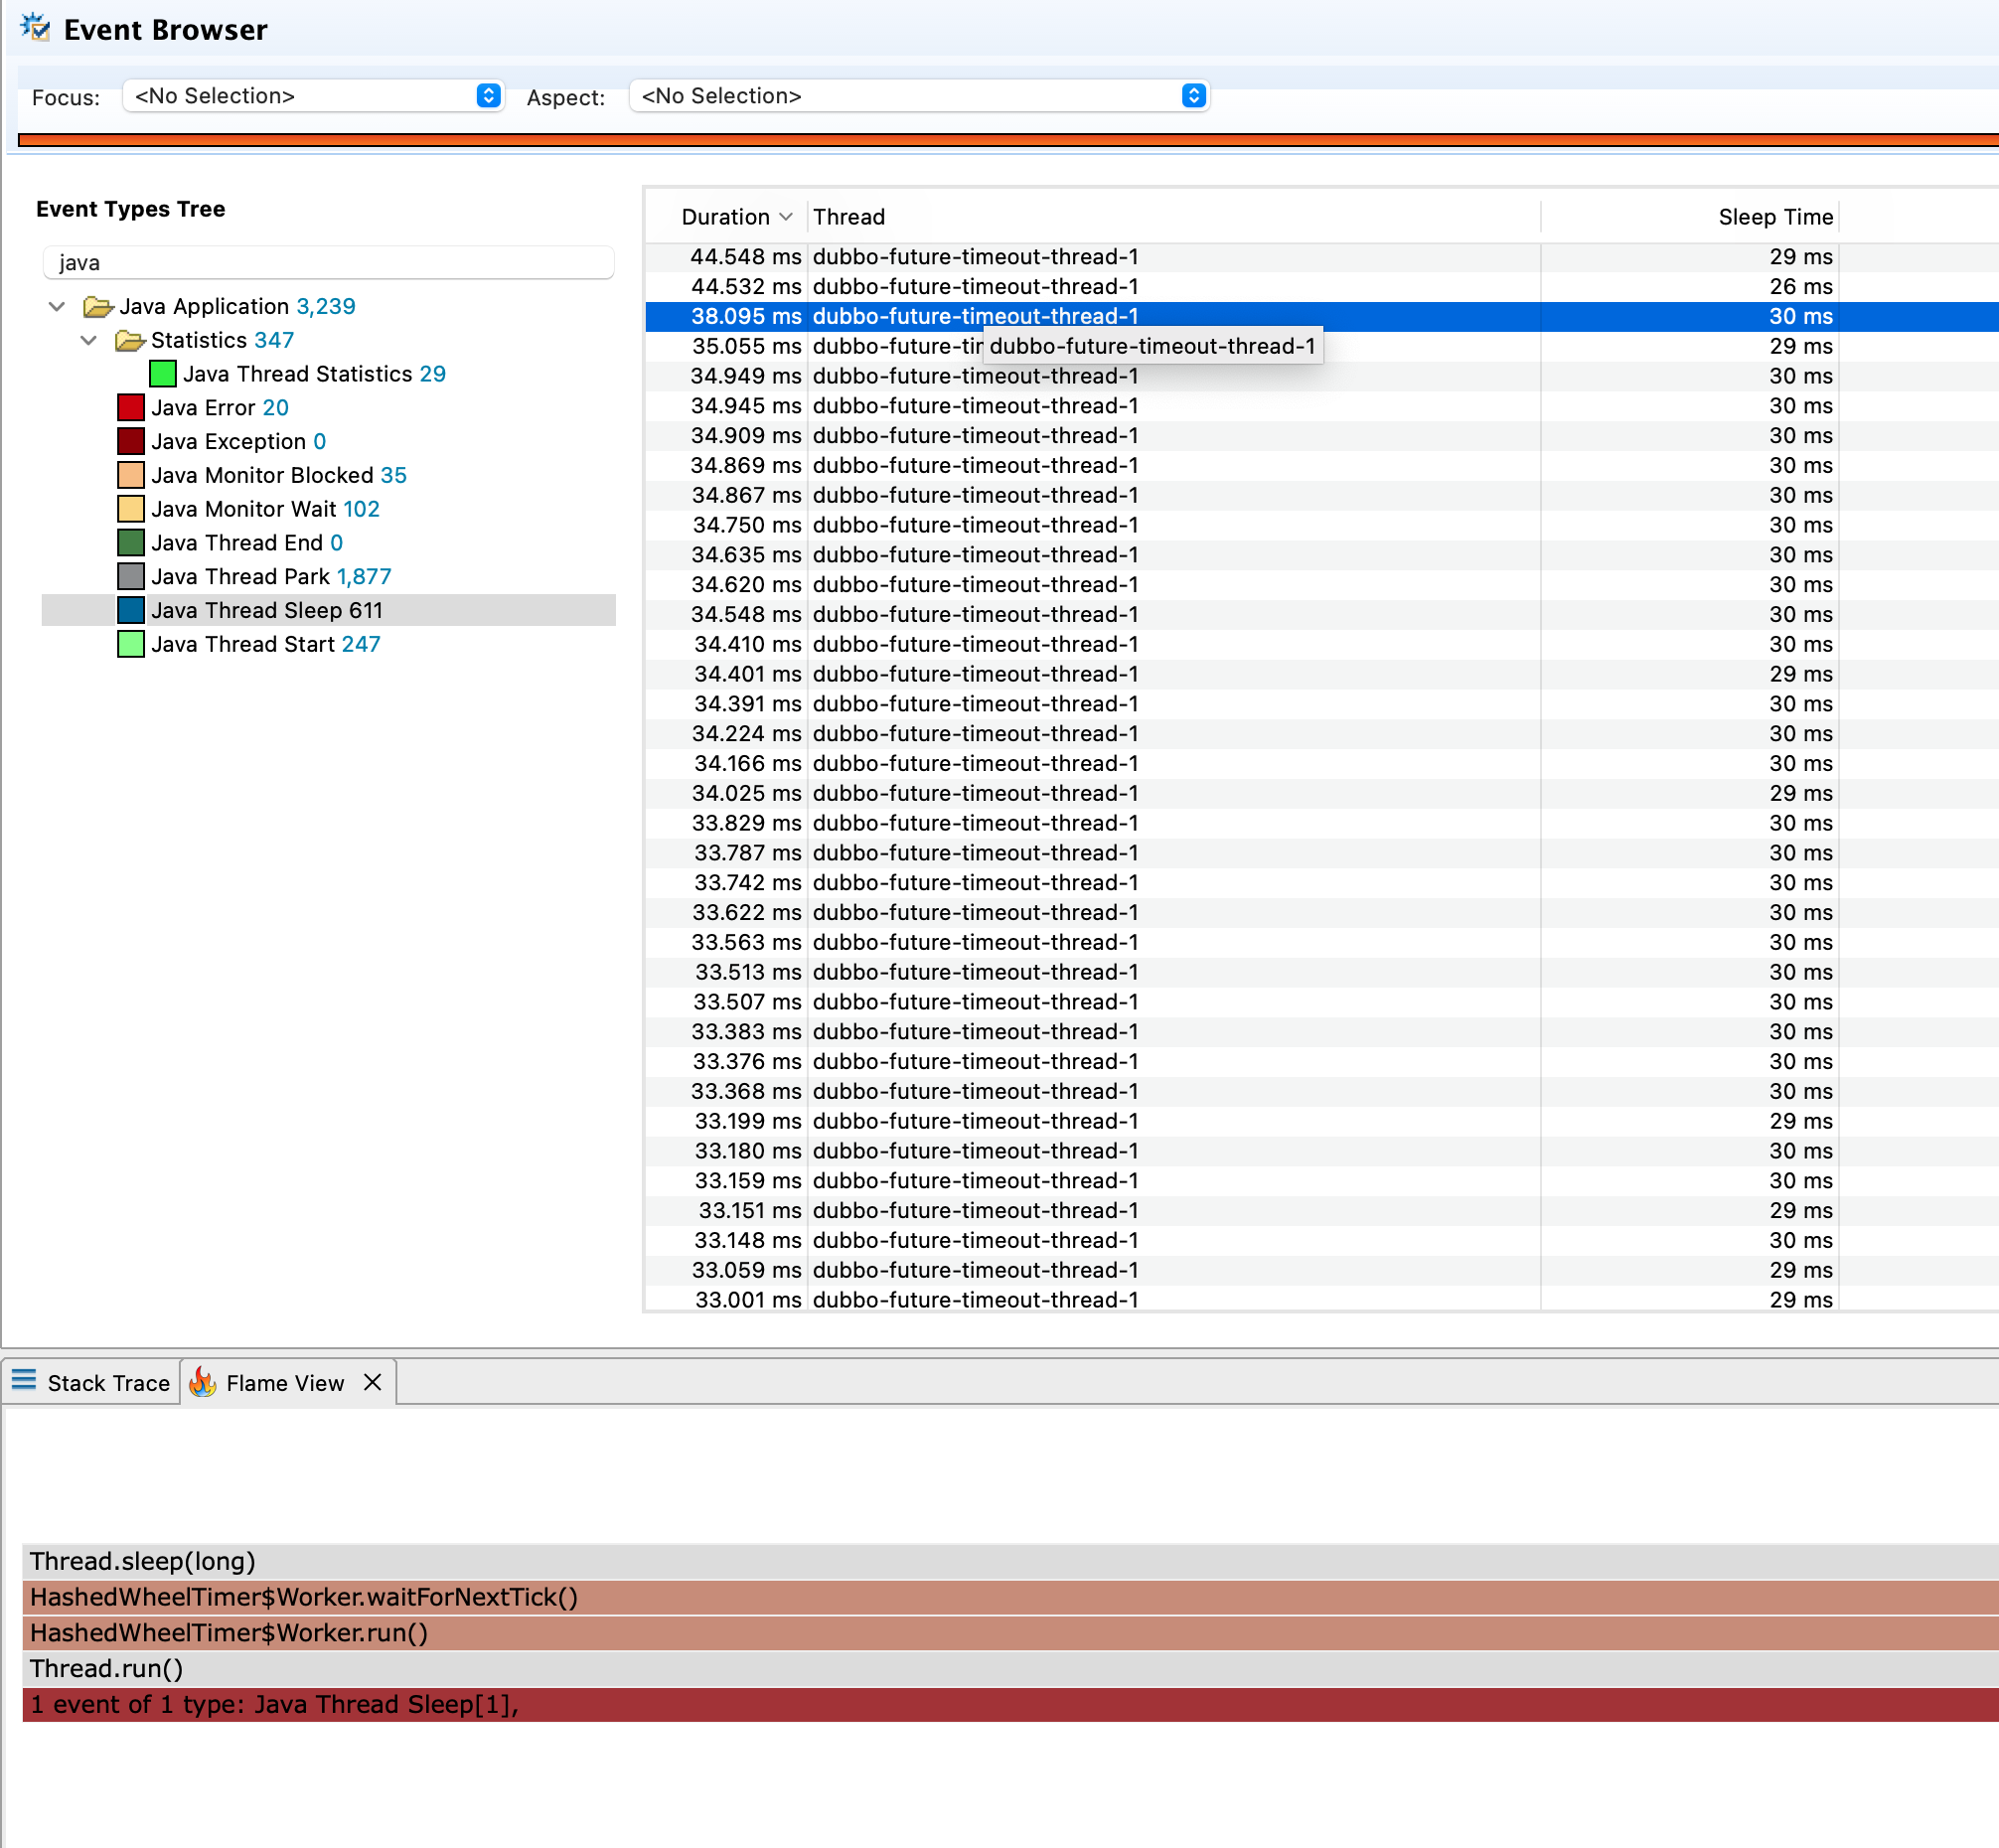 Event Browser
Focus: <No Selection> Aspect: <No Selection>
Event Types Tree
java
Java Application 3,239
Statistics 347
Java Thread Statistics 29
Java Error 20
Java Exception 0
Java Monitor Blocked 35
Java Monitor Wait 102
Java Thread End 0
Java Thread Park 1,877
Java Thread Sleep 611
Java Thread Start 247
Duration Thread Sleep Time
44.548 ms dubbo-future-timeout-thread-1 29 ms
44.532 ms dubbo-future-timeout-thread-1 26 ms
38.095 ms dubbo-future-timeout-thread-1 30 ms
35.055 ms dubbo-future-tir dubbo-future-timeout-thread-1 29 ms
34.949 ms dubbo-future-timeout-thread-1 30 ms
34.945 ms dubbo-future-timeout-thread-1 30 ms
34.909 ms dubbo-future-timeout-thread-1 30 ms
34.869 ms dubbo-future-timeout-thread-1 30 ms
34.867 ms dubbo-future-timeout-thread-1 30 ms
34.750 ms dubbo-future-timeout-thread-1 30 ms
34.635 ms dubbo-future-timeout-thread-1 30 ms
34.620 ms dubbo-future-timeout-thread-1 30 ms
34.548 ms dubbo-future-timeout-thread-1 30 ms
34.410 ms dubbo-future-timeout-thread-1 30 ms
34.401 ms dubbo-future-timeout-thread-1 29 ms
34.391 ms dubbo-future-timeout-thread-1 30 ms
34.224 ms dubbo-future-timeout-thread-1 30 ms
34.166 ms dubbo-future-timeout-thread-1 30 ms
34.025 ms dubbo-future-timeout-thread-1 29 ms
33.829 ms dubbo-future-timeout-thread-1 30 ms
33.787 ms dubbo-future-timeout-thread-1 30 ms
33.742 ms dubbo-future-timeout-thread-1 30 ms
33.622 ms dubbo-future-timeout-thread-1 30 ms
33.563 ms dubbo-future-timeout-thread-1 30 ms
33.513 ms dubbo-future-timeout-thread-1 30 ms
33.507 ms dubbo-future-timeout-thread-1 30 ms
33.383 ms dubbo-future-timeout-thread-1 30 ms
33.376 ms dubbo-future-timeout-thread-1 30 ms
33.368 ms dubbo-future-timeout-thread-1 30 ms
33.199 ms dubbo-future-timeout-thread-1 29 ms
33.180 ms dubbo-future-timeout-thread-1 30 ms
33.159 ms dubbo-future-timeout-thread-1 30 ms
33.151 ms dubbo-future-timeout-thread-1 29 ms
33.148 ms dubbo-future-timeout-thread-1 30 ms
33.059 ms dubbo-future-timeout-thread-1 29 ms
33.001 ms dubbo-future-timeout-thread-1 29 ms
Stack Trace Flame View
Thread.sleep(long)
HashedWheelTimer$Worker.waitForNextTick()
HashedWheelTimer$Worker.run()
Thread.run()
1 event of 1 type: Java Thread Sleep[1],